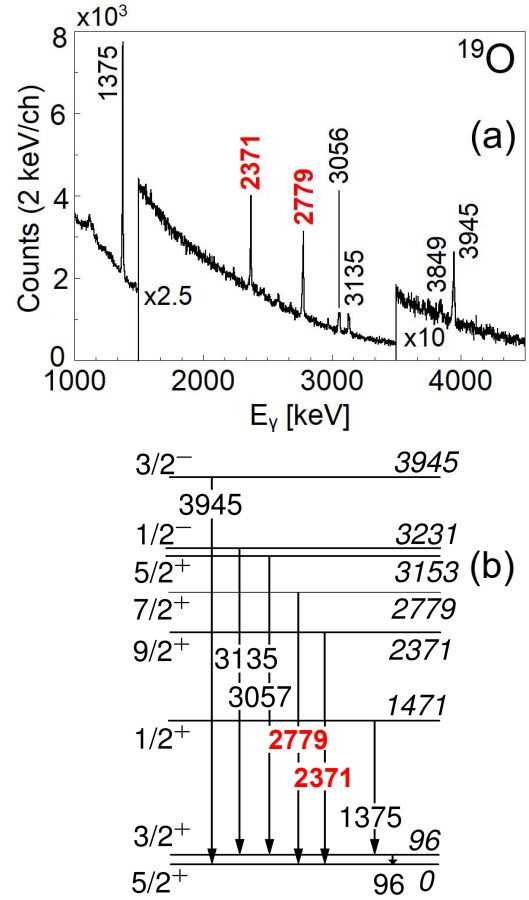 x10³
¹⁹O
(a)
Counts (2 keV/ch)
8
6
4
2
0
1375
2371
2779
3056
3135
3849
3945
x2.5
x10
1000 2000 3000 4000
Eγ [keV]
(b)
3/2⁻ 3945
3945
1/2⁻ 3231
5/2⁺ 3153
7/2⁺ 2779
9/2⁺ 2371
3135
3057
1/2⁺ 1471
2779
2371
1375
3/2⁺ 96
5/2⁺ 96 0